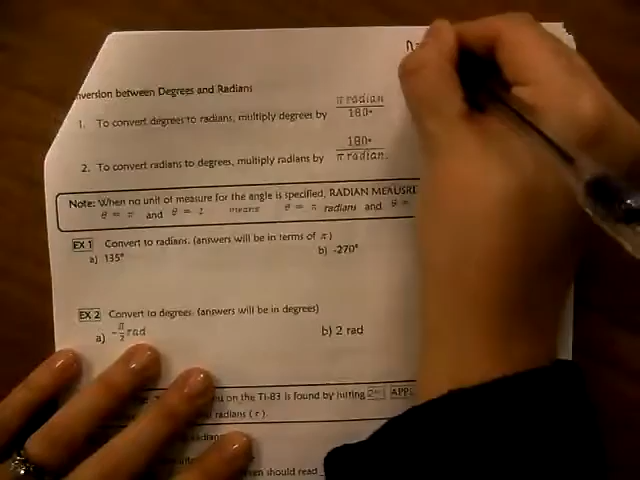 nversion between Degrees and Radians
1. To convert degrees to radians, multiply degrees by π radian / 180°
2. To convert radians to degrees, multiply radians by 180° / π radian.
Note: When no unit of measure for the angle is specified, RADIAN MEASURE
θ = π and θ = 2 means θ = π radians and θ =
EX 1 Convert to radians. (answers will be in terms of π)
a) 135° b) -270°
EX 2 Convert to degrees. (answers will be in degrees)
a) -π/2 rad b) 2 rad
on the TI-83 is found by hitting 2nd APPS
radians (r).
should read